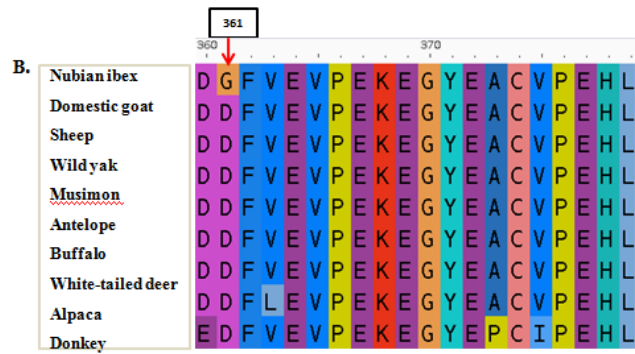 361
360 370
B.
Nubian ibex
Domestic goat
Sheep
Wild yak
Musimon
Antelope
Buffalo
White-tailed deer
Alpaca
Donkey
D G F V E V P E K E G Y E A C V P E H L
D D F V E V P E K E G Y E A C V P E H L
D D F V E V P E K E G Y E A C V P E H L
D D F V E V P E K E G Y E A C V P E H L
D D F V E V P E K E G Y E A C V P E H L
D D F V E V P E K E G Y E A C V P E H L
D D F V E V P E K E G Y E A C V P E H L
D D F L E V P E K E G Y E A C V P E H L
E D F V E V P E K E G Y E P C I P E H L